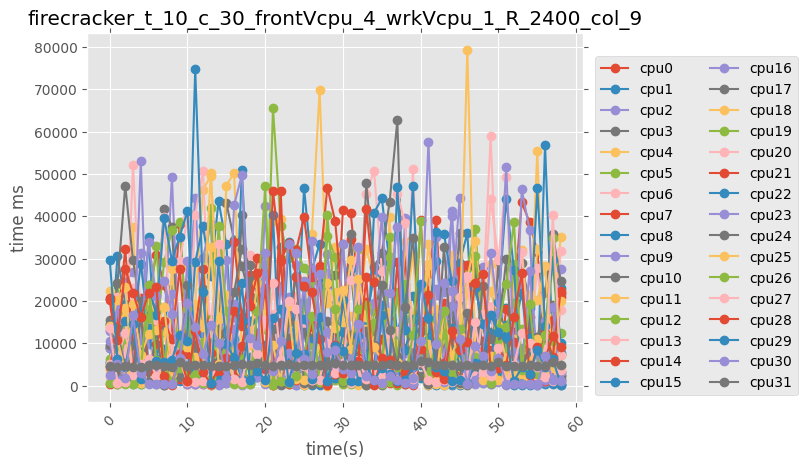 firecracker_t_10_c_30_frontVcpu_4_wrkVcpu_1_R_2400_col_9
80000
70000
60000
50000
40000
30000
20000
10000
0
time ms
0
10
20
30
40
50
60
time(s)
cpu0
cpu1
cpu2
cpu3
cpu4
cpu5
cpu6
cpu7
cpu8
cpu9
cpu10
cpu11
cpu12
cpu13
cpu14
cpu15
cpu16
cpu17
cpu18
cpu19
cpu20
cpu21
cpu22
cpu23
cpu24
cpu25
cpu26
cpu27
cpu28
cpu29
cpu30
cpu31